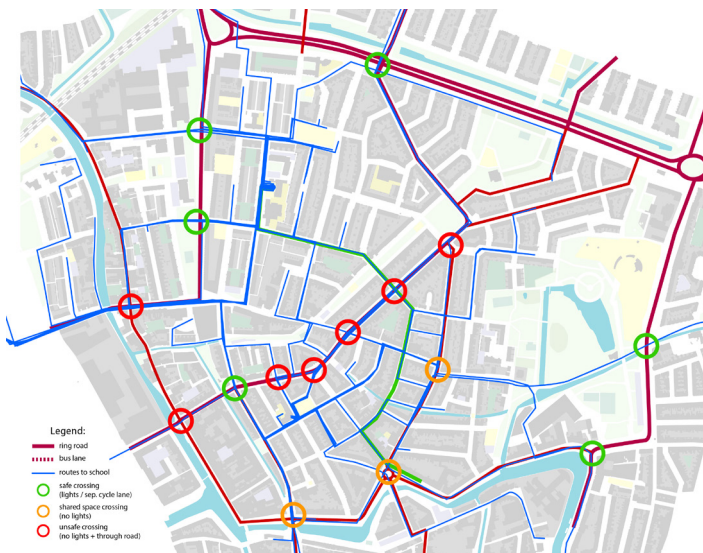 Legend:
ring road
bus lane
routes to school
safe crossing
(lights / sep. cycle lane)
shared space crossing
(no lights)
unsafe crossing
(no lights + through road)